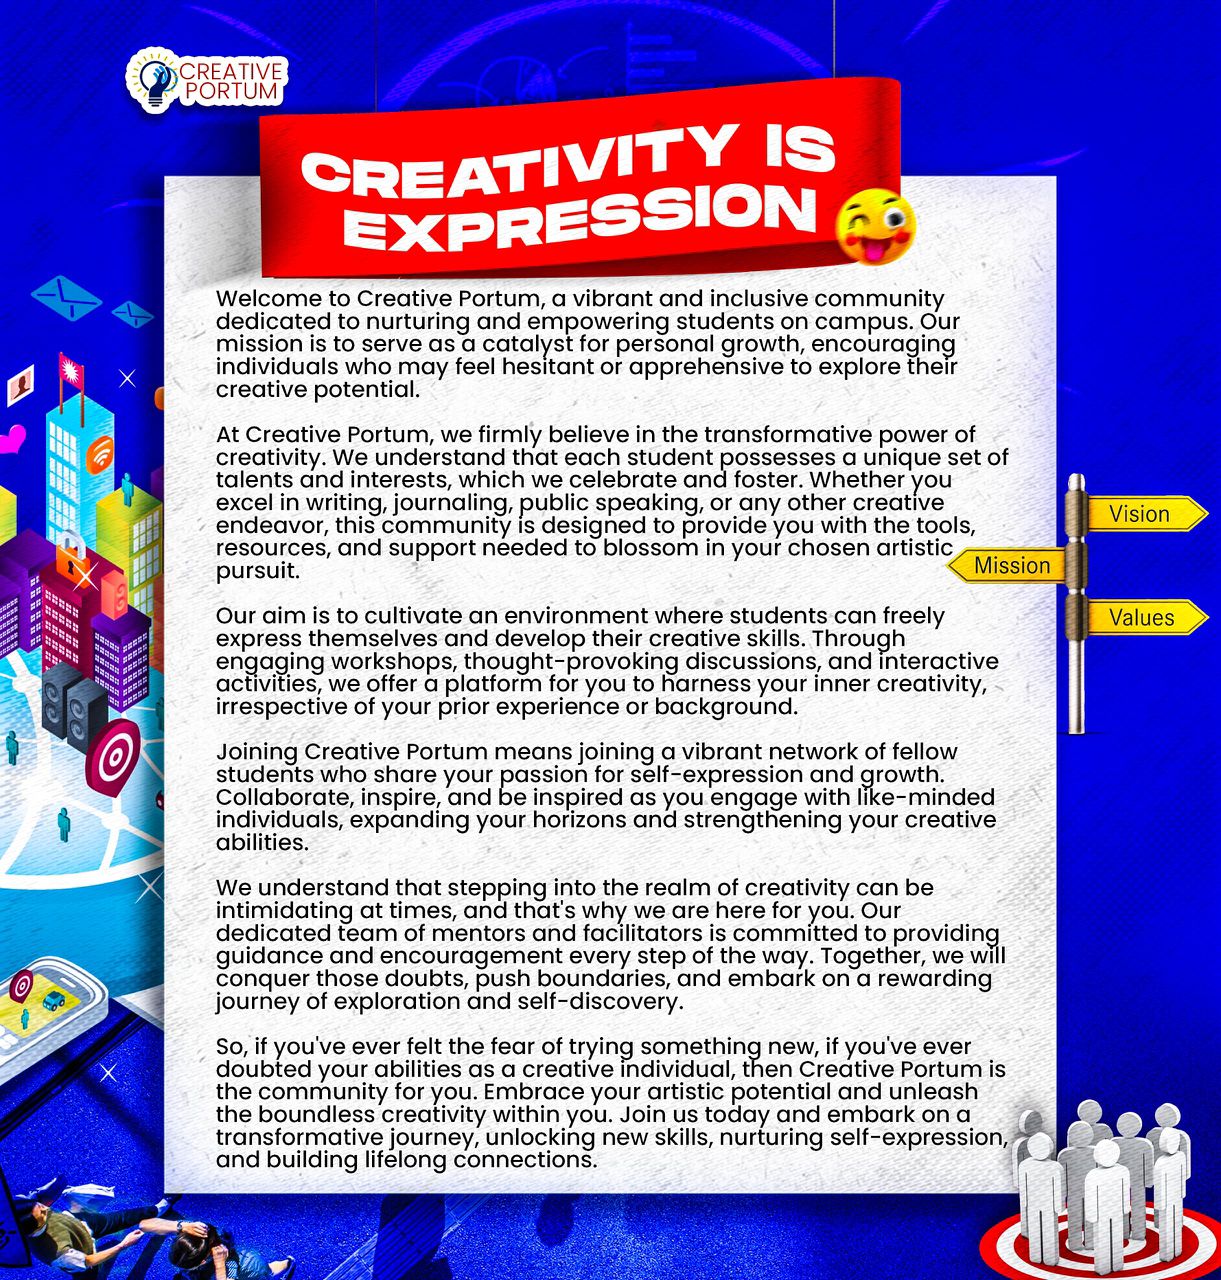 CREATIVE
PORTUM
CREATIVITY IS
EXPRESSION
Welcome to Creative Portum, a vibrant and inclusive community
dedicated to nurturing and empowering students on campus. Our
mission is to serve as a catalyst for personal growth, encouraging
individuals who may feel hesitant or apprehensive to explore their
creative potential.
At Creative Portum, we firmly believe in the transformative power of
creativity. We understand that each student possesses a unique set of
talents and interests, which we celebrate and foster. Whether you
excel in writing, journaling, public speaking, or any other creative
endeavor, this community is designed to provide you with the tools,
resources, and support needed to blossom in your chosen artistic
pursuit.
Our aim is to cultivate an environment where students can freely
express themselves and develop their creative skills. Through
engaging workshops, thought-provoking discussions, and interactive
activities, we offer a platform for you to harness your inner creativity,
irrespective of your prior experience or background.
Joining Creative Portum means joining a vibrant network of fellow
students who share your passion for self-expression and growth.
Collaborate, inspire, and be inspired as you engage with like-minded
individuals, expanding your horizons and strengthening your creative
abilities.
We understand that stepping into the realm of creativity can be
intimidating at times, and that's why we are here for you. Our
dedicated team of mentors and facilitators is committed to providing
guidance and encouragement every step of the way. Together, we will
conquer those doubts, push boundaries, and embark on a rewarding
journey of exploration and self-discovery.
So, if you've ever felt the fear of trying something new, if you've ever
doubted your abilities as a creative individual, then Creative Portum is
the community for you. Embrace your artistic potential and unleash
the boundless creativity within you. Join us today and embark on a
transformative journey, unlocking new skills, nurturing self-expression,
and building lifelong connections.
Vision
Mission
Values